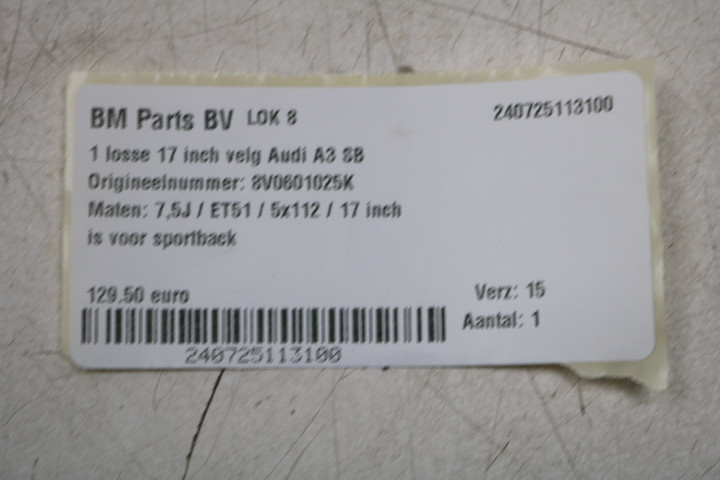 BM Parts BV LOK 8 240725113100
1 losse 17 inch velg Audi A3 SB
Origineelnummer: 8V0601025K
Maten: 7,5J / ET51 / 5x112 / 17 inch
is voor sportback
129.50 euro Verz: 15
Aantal: 1
240725113100